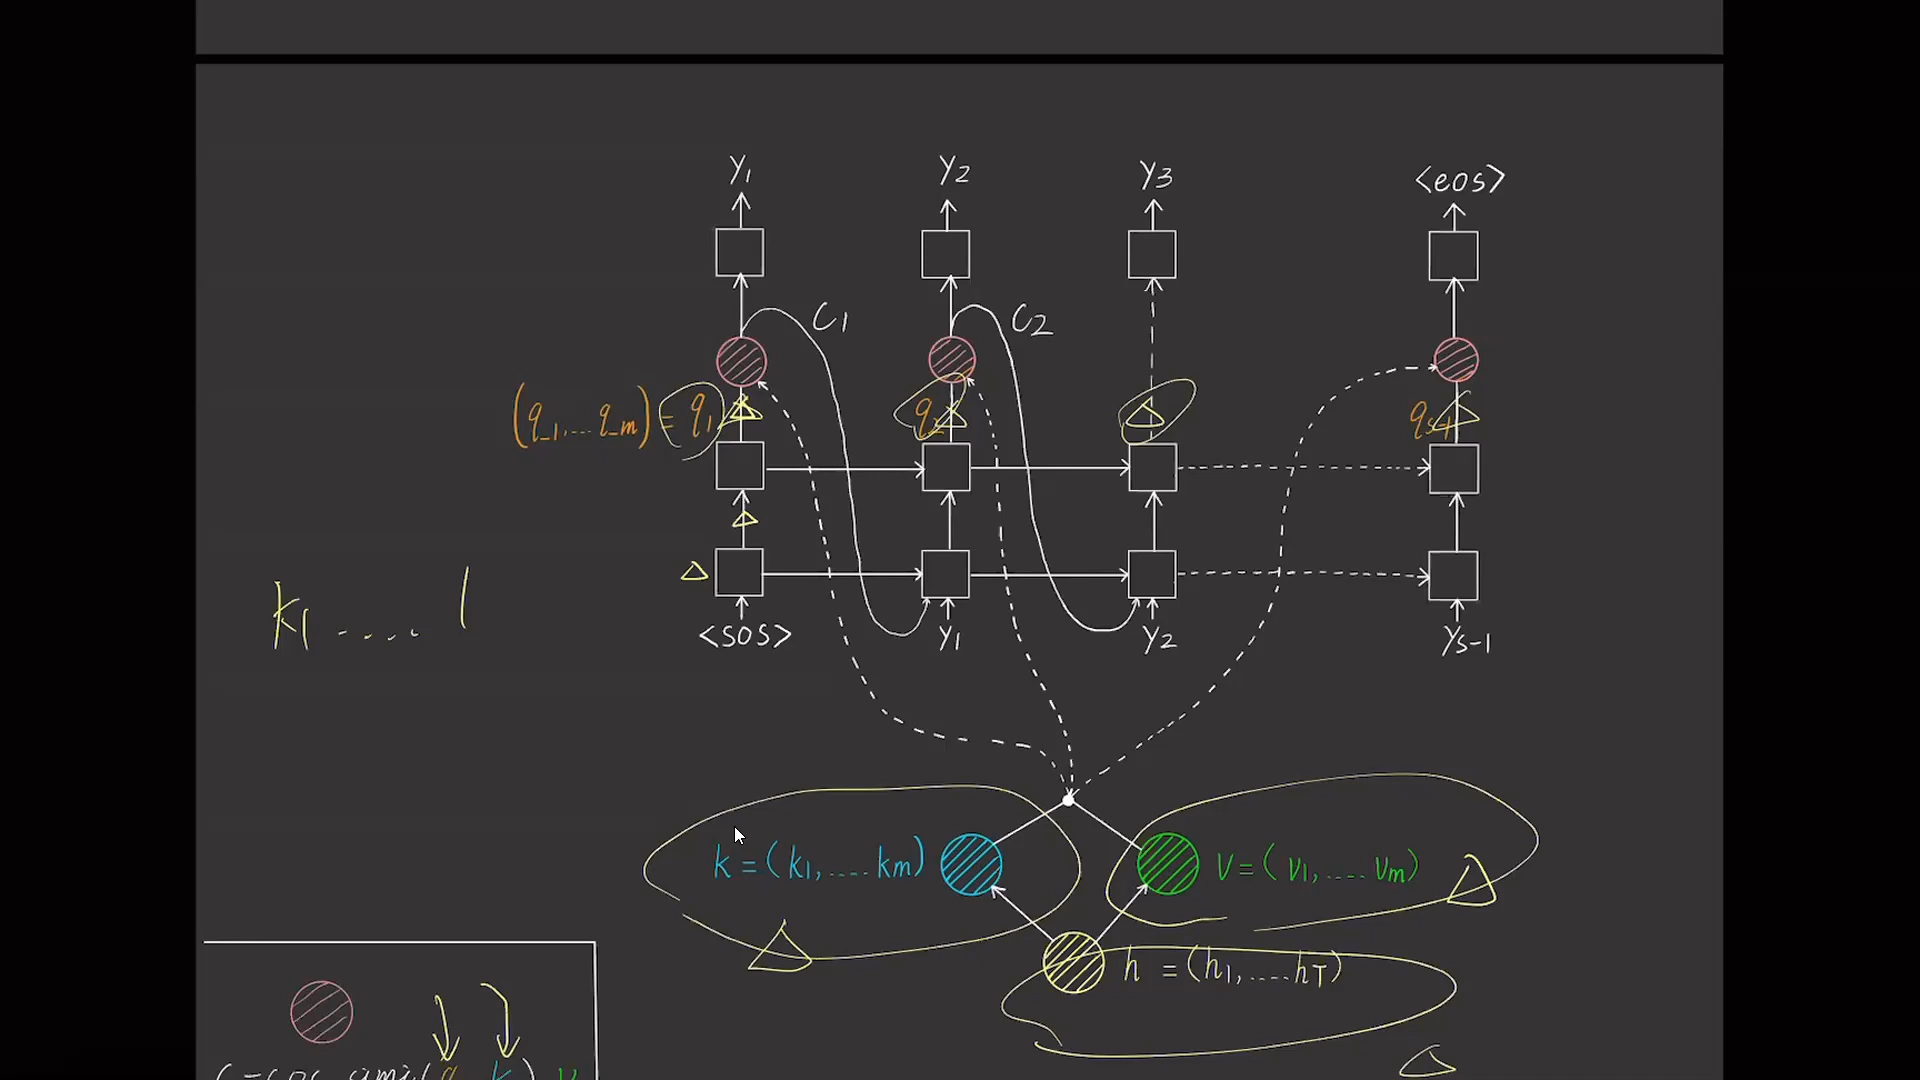 y1 y2 y3 <eos>
C1 C2
(q_1,...q_m) = q1 q2 qs-1
<sos> y1 y2 ys-1
k1 ....
k=(k1,....km) V=(v1,....vm)
h =(h1,....hT)